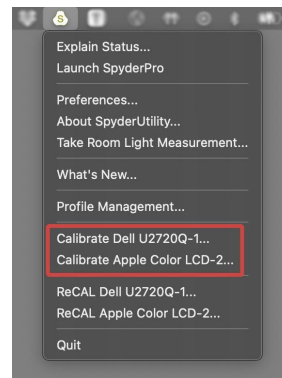 S
Explain Status...
Launch SpyderPro
Preferences...
About SpyderUtility...
Take Room Light Measurement...
What's New...
Profile Management...
Calibrate Dell U2720Q-1...
Calibrate Apple Color LCD-2...
ReCAL Dell U2720Q-1...
ReCAL Apple Color LCD-2...
Quit